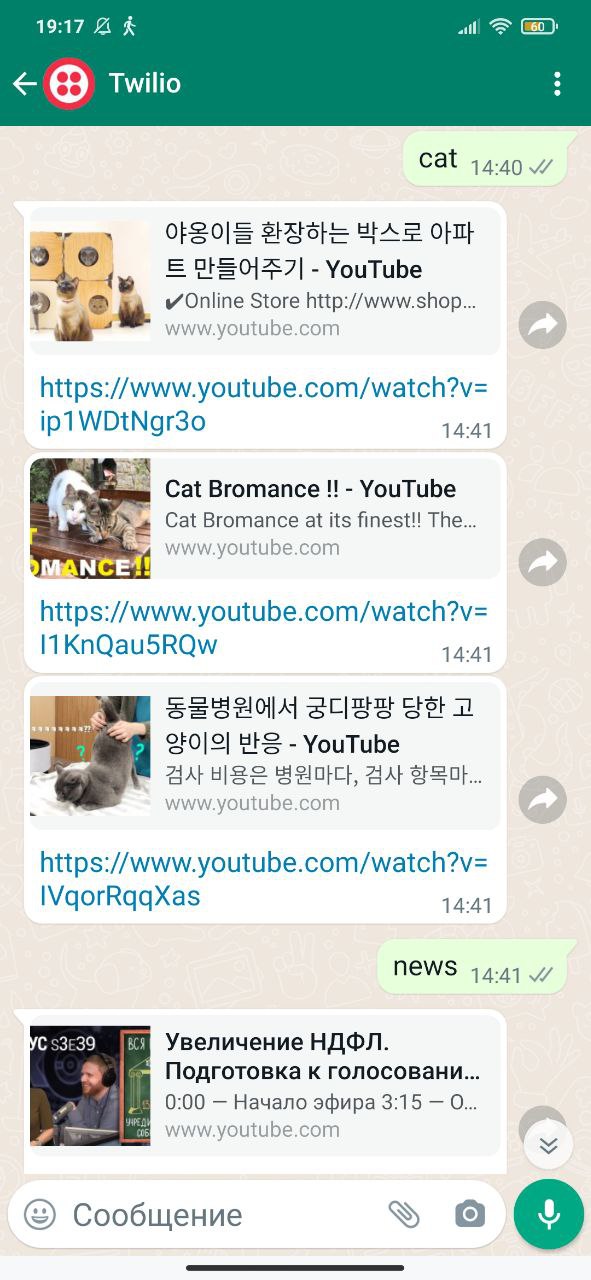 19:17
60
Twilio
cat 14:40
야옹이들 환장하는 박스로 아파
트 만들어주기 - YouTube
✔Online Store http://www.shop...
www.youtube.com
https://www.youtube.com/watch?v=
ip1WDtNgr3o
14:41
Cat Bromance !! - YouTube
Cat Bromance at its finest!! The...
www.youtube.com
OMANCE!!
https://www.youtube.com/watch?v=
I1KnQau5RQw
14:41
동물병원에서 궁디팡팡 당한 고
양이의 반응 - YouTube
검사 비용은 병원마다, 검사 항목마...
www.youtube.com
https://www.youtube.com/watch?v=
IVqorRqqXas
14:41
news 14:41
УС S3E39
ВСЯ
Увеличение НДФЛ.
Подготовка к голосовани...
0:00 — Начало эфира 3:15 — О...
www.youtube.com
Сообщение